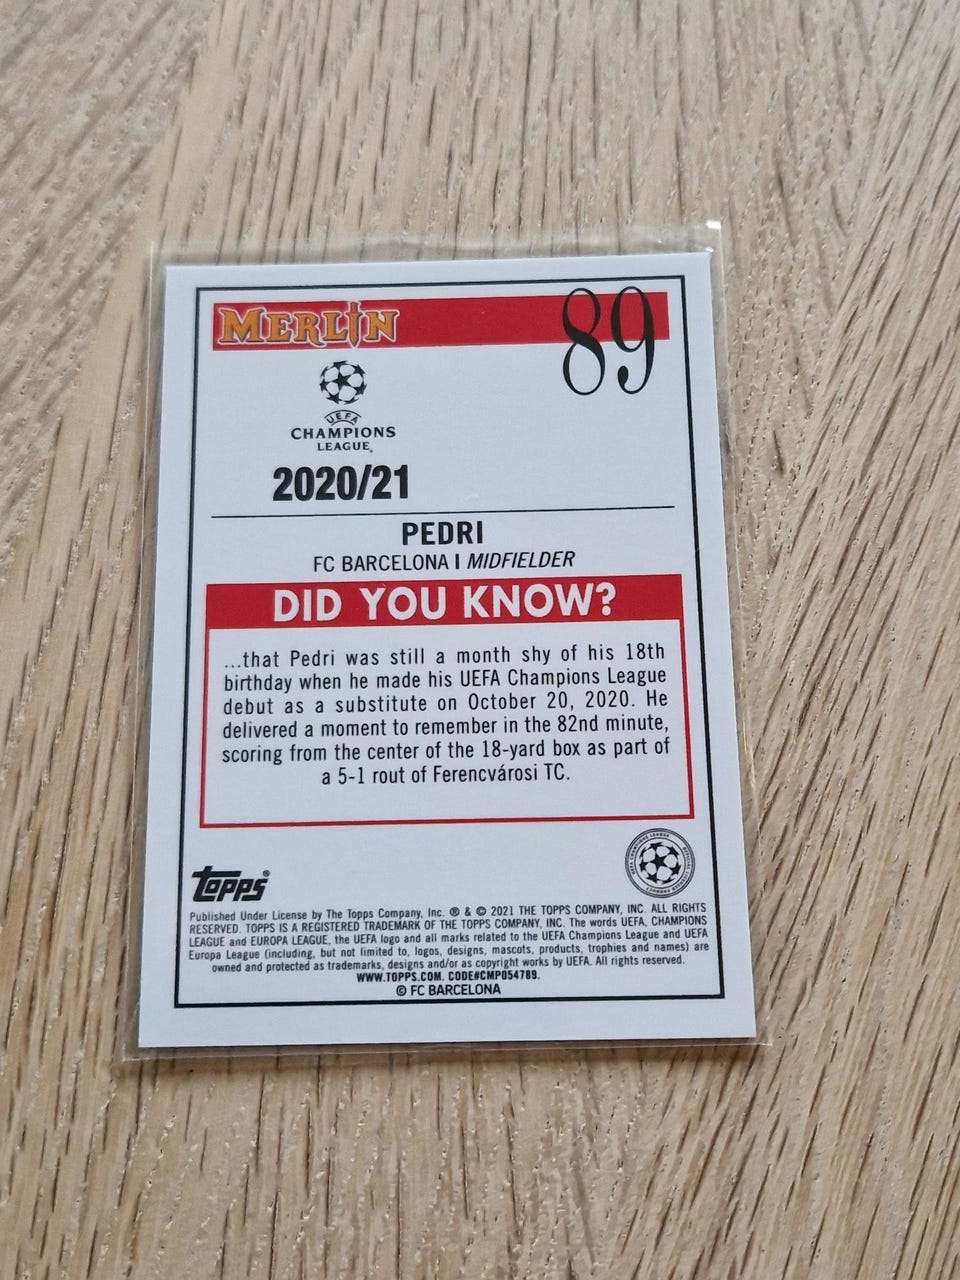 MERLIN
89
UEFA
CHAMPIONS
LEAGUE®
2020/21
PEDRI
FC BARCELONA | MIDFIELDER
DID YOU KNOW?
...that Pedri was still a month shy of his 18th
birthday when he made his UEFA Champions League
debut as a substitute on October 20, 2020. He
delivered a moment to remember in the 82nd minute,
scoring from the center of the 18-yard box as part of
a 5-1 rout of Ferencvárosi TC.
topps®
Published Under License by The Topps Company, Inc. ® & © 2021 THE TOPPS COMPANY, INC. ALL RIGHTS
RESERVED. TOPPS IS A REGISTERED TRADEMARK OF THE TOPPS COMPANY, INC. The words UEFA, CHAMPIONS
LEAGUE and EUROPA LEAGUE, the UEFA logo and all marks related to the UEFA Champions League and UEFA
Europa League (including, but not limited to, logos, designs, mascots, products, trophies and names) are
owned and protected as trademarks, designs and/or as copyright works by UEFA. All rights reserved.
WWW.TOPPS.COM. CODE#CMP054789.
© FC BARCELONA